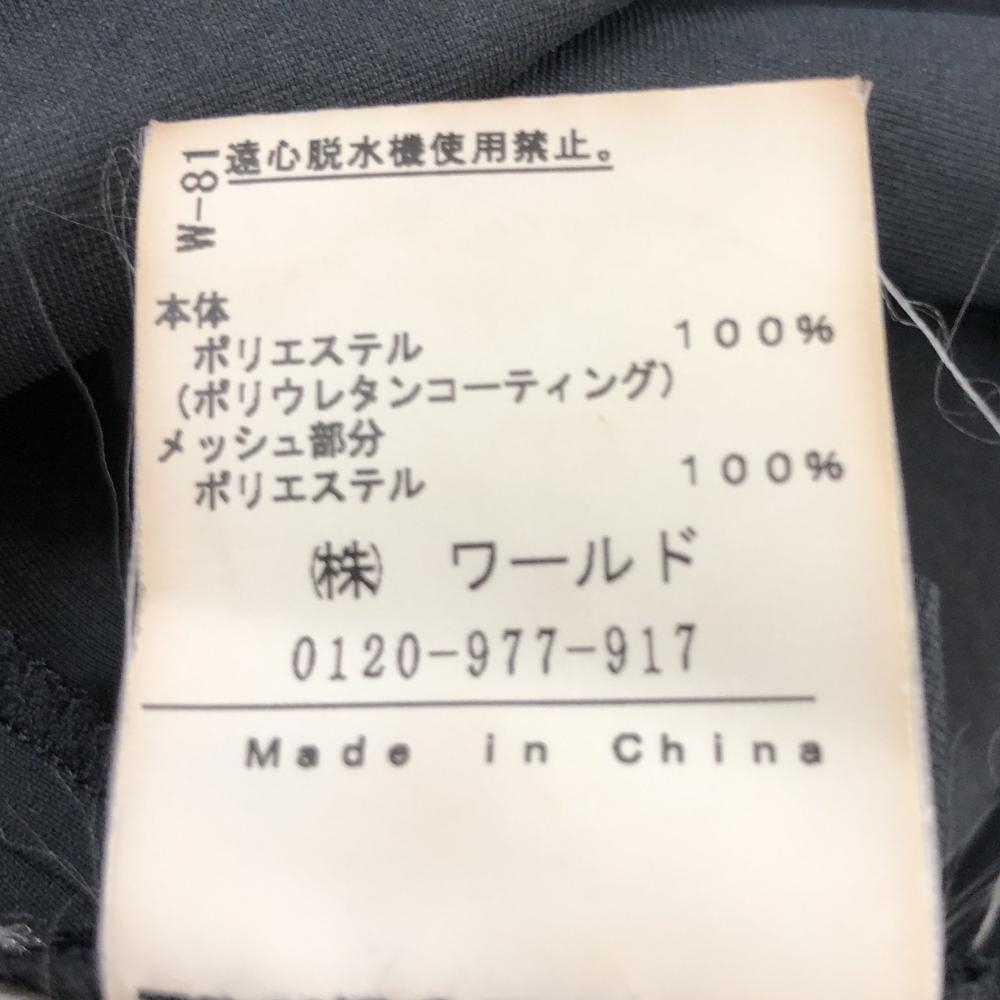 遠心脱水機使用禁止。
W-81
本体
ポリエステル 100%
(ポリウレタンコーティング)
メッシュ部分
ポリエステル 100%
㈱ ワールド
0120-977-917
Made in China